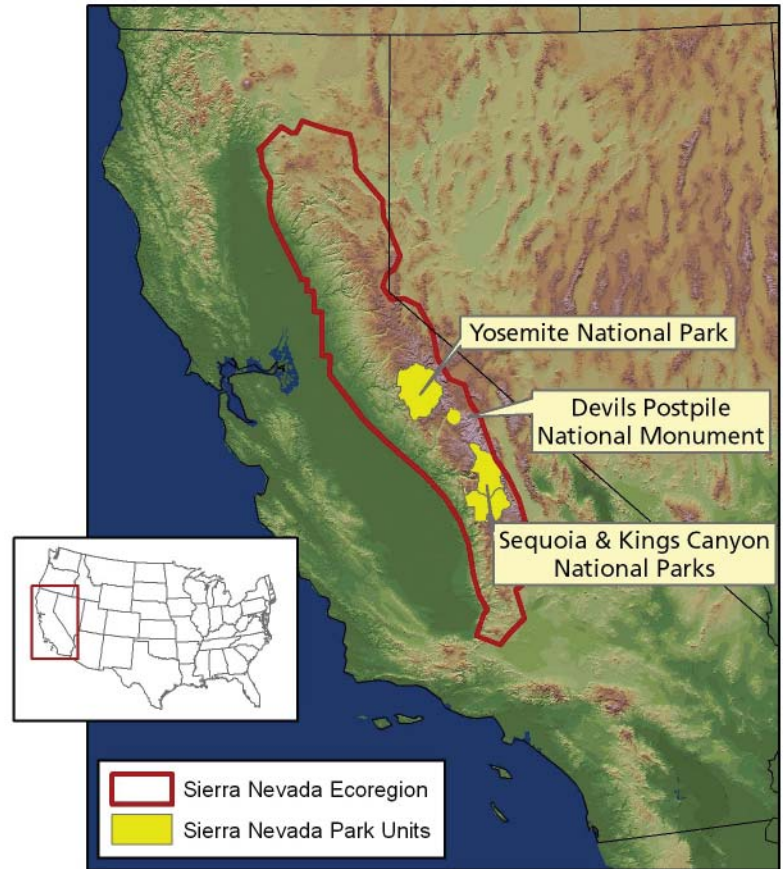 Yosemite National Park
Devils Postpile
National Monument
Sequoia & Kings Canyon
National Parks
Sierra Nevada Ecoregion
Sierra Nevada Park Units